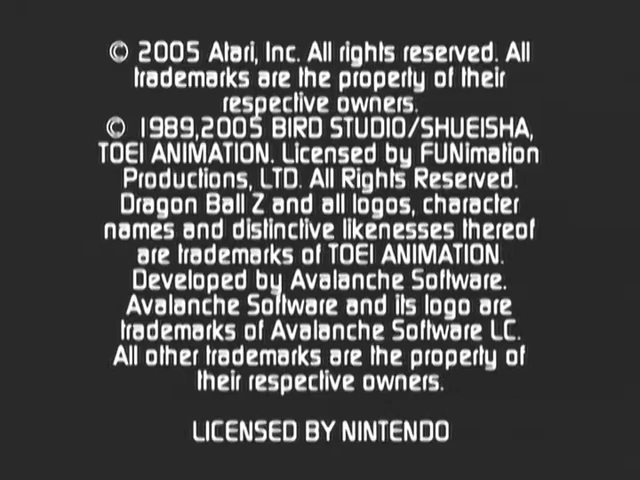 © 2005 Atari, Inc. All rights reserved. All
trademarks are the property of their
respective owners.
© 1989,2005 BIRD STUDIO/SHUEISHA,
TOEI ANIMATION. Licensed by FUNimation
Productions, LTD. All Rights Reserved.
Dragon Ball Z and all logos, character
names and distinctive likenesses thereof
are trademarks of TOEI ANIMATION.
Developed by Avalanche Software.
Avalanche Software and its logo are
trademarks of Avalanche Software LC.
All other trademarks are the property of
their respective owners.
LICENSED BY NINTENDO